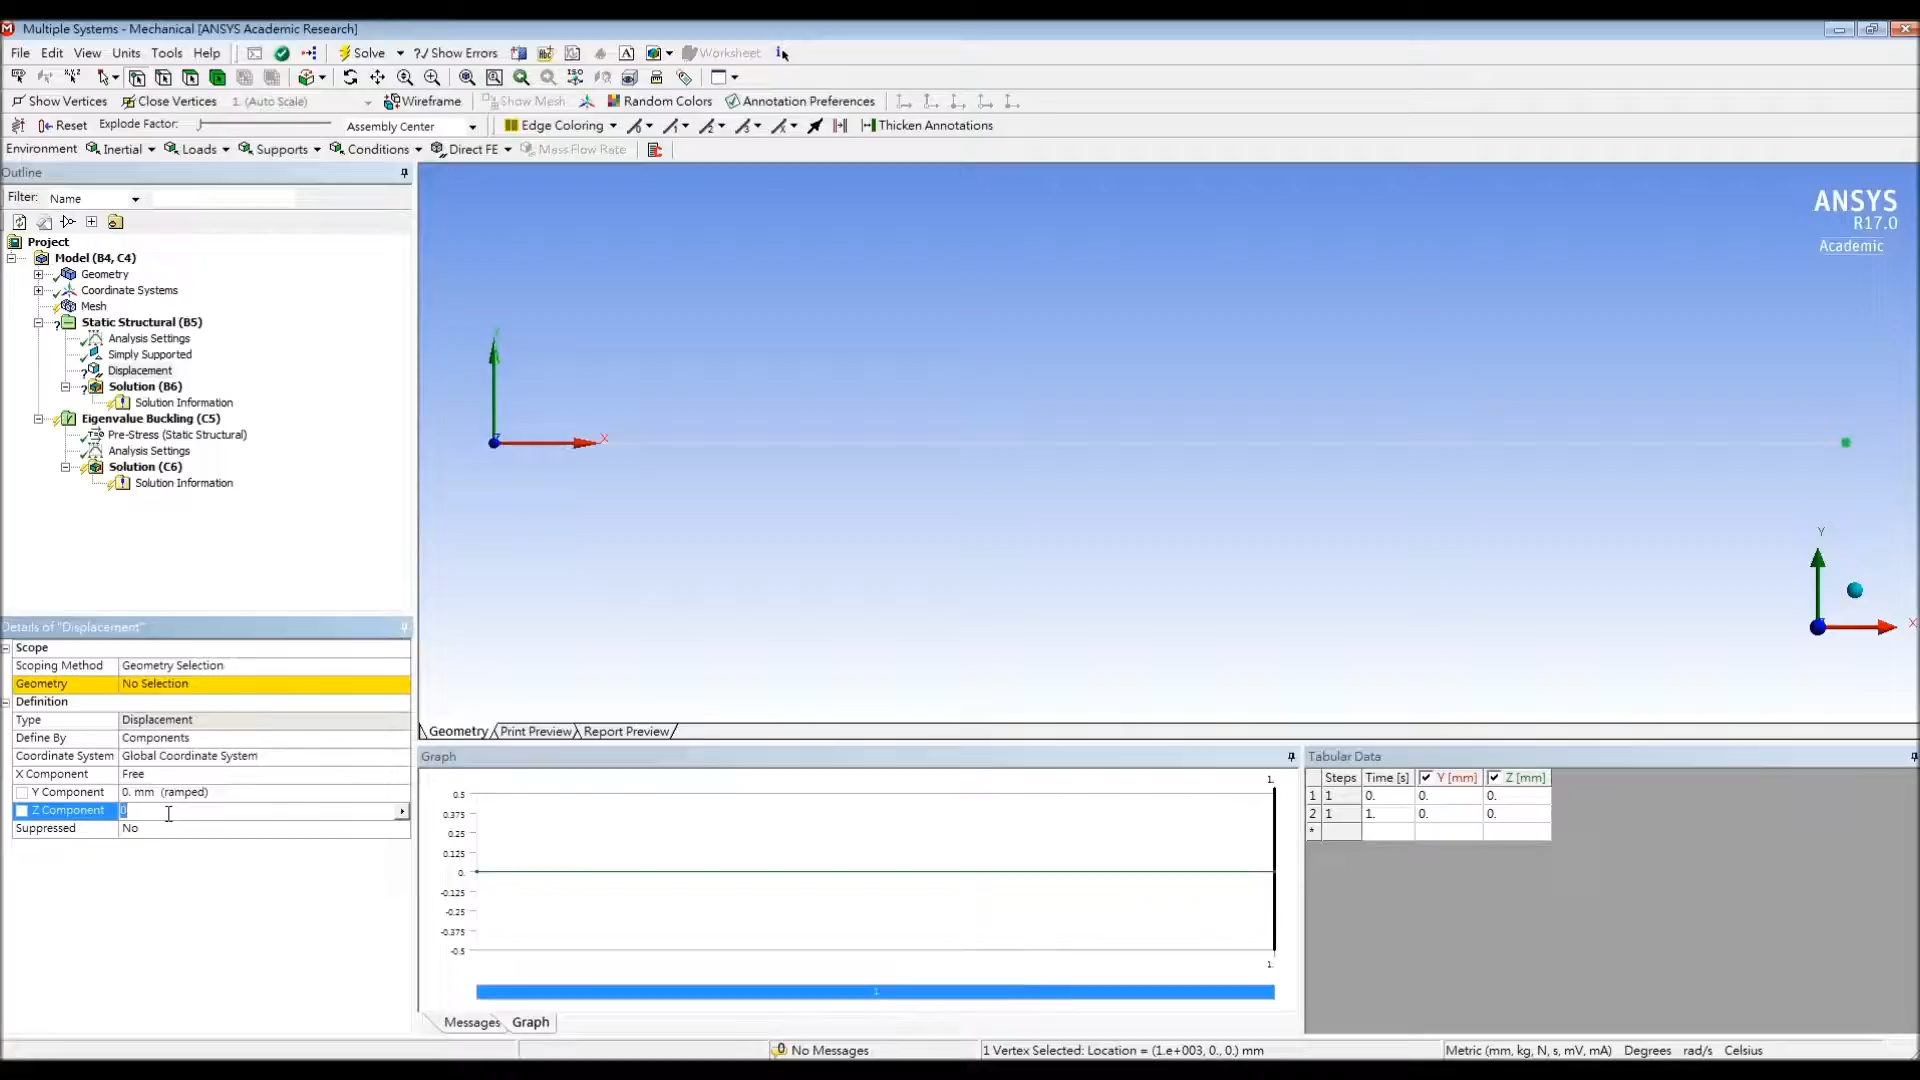 Multiple Systems - Mechanical [ANSYS Academic Research]
File Edit View Units Tools Help Solve ?/ Show Errors Worksheet
Show Vertices Close Vertices 1. (Auto Scale) Wireframe Show Mesh Random Colors Annotation Preferences
Reset Explode Factor: Assembly Center Edge Coloring Thicken Annotations
Environment Inertial Loads Supports Conditions Direct FE Mass Flow Rate
Outline
Filter: Name
Project
Model (B4, C4)
Geometry
Coordinate Systems
Mesh
Static Structural (B5)
Analysis Settings
Simply Supported
Displacement
Solution (B6)
Solution Information
Eigenvalue Buckling (C5)
Pre-Stress (Static Structural)
Analysis Settings
Solution (C6)
Solution Information
ANSYS
R17.0
Academic
X
Y
X
Details of "Displacement"
Scope
Scoping Method Geometry Selection
Geometry No Selection
Definition
Type Displacement
Define By Components
Coordinate System Global Coordinate System
X Component Free
Y Component 0. mm (ramped)
Z Component 0
Suppressed No
Geometry Print Preview Report Preview
Graph
1.
0.5
0.375
0.25
0.125
0.
-0.125
-0.25
-0.375
-0.5
1.
1
Messages Graph
Tabular Data
Steps Time [s] Y [mm] Z [mm]
1 1 0. 0. 0.
2 1 1. 0. 0.
*
No Messages 1 Vertex Selected: Location = (1.e+003, 0., 0.) mm Metric (mm, kg, N, s, mV, mA) Degrees rad/s Celsius